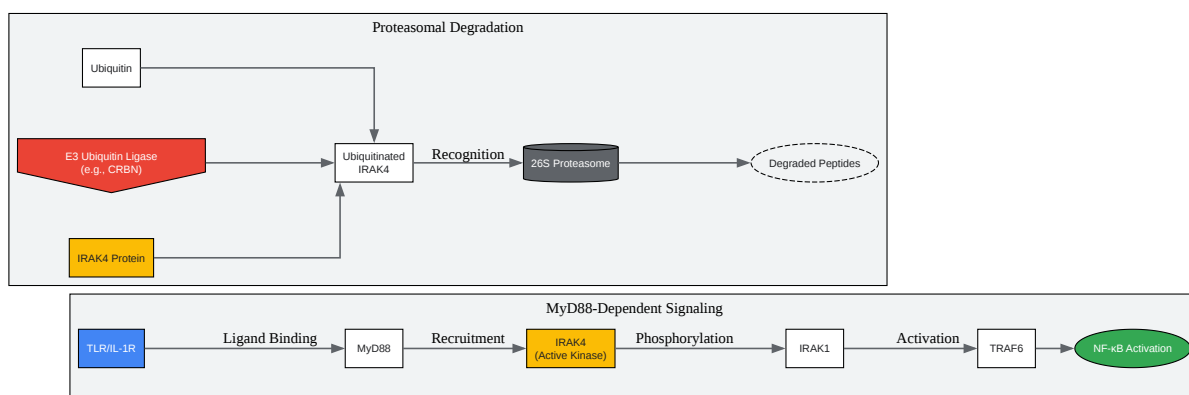 Proteasomal Degradation
Ubiquitin
E3 Ubiquitin Ligase
(e.g., CRBN)
Ubiquitinated
IRAK4
Recognition
26S Proteasome
Degraded Peptides
IRAK4 Protein
MyD88-Dependent Signaling
TLR/IL-1R
Ligand Binding
MyD88
Recruitment
IRAK4
(Active Kinase)
Phosphorylation
IRAK1
Activation
TRAF6
NF-κB Activation